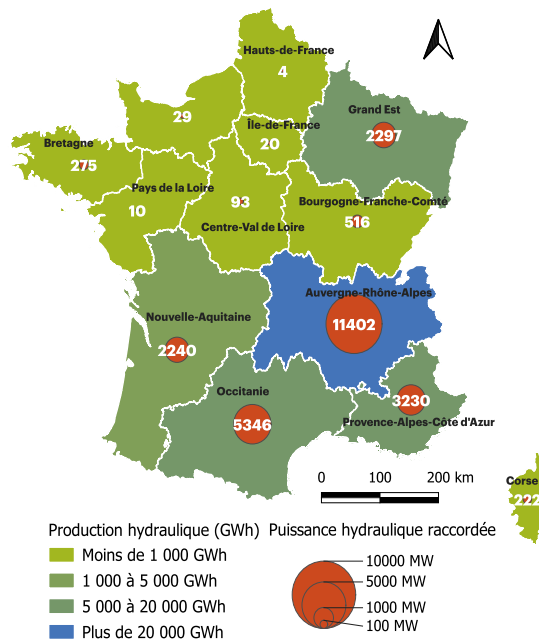 Hauts-de-France
4
Grand Est
2297
29
Île-de-France
20
Bretagne
275
Pays de la Loire
10
93
Centre-Val de Loire
Bourgogne-Franche-Comté
516
Auvergne-Rhône-Alpes
11402
Nouvelle-Aquitaine
2240
Occitanie
5346
3230
Provence-Alpes-Côte d'Azur
0 100 200 km
Corse
222
Production hydraulique (GWh)
Moins de 1 000 GWh
1 000 à 5 000 GWh
5 000 à 20 000 GWh
Plus de 20 000 GWh
Puissance hydraulique raccordée
10000 MW
5000 MW
1000 MW
100 MW